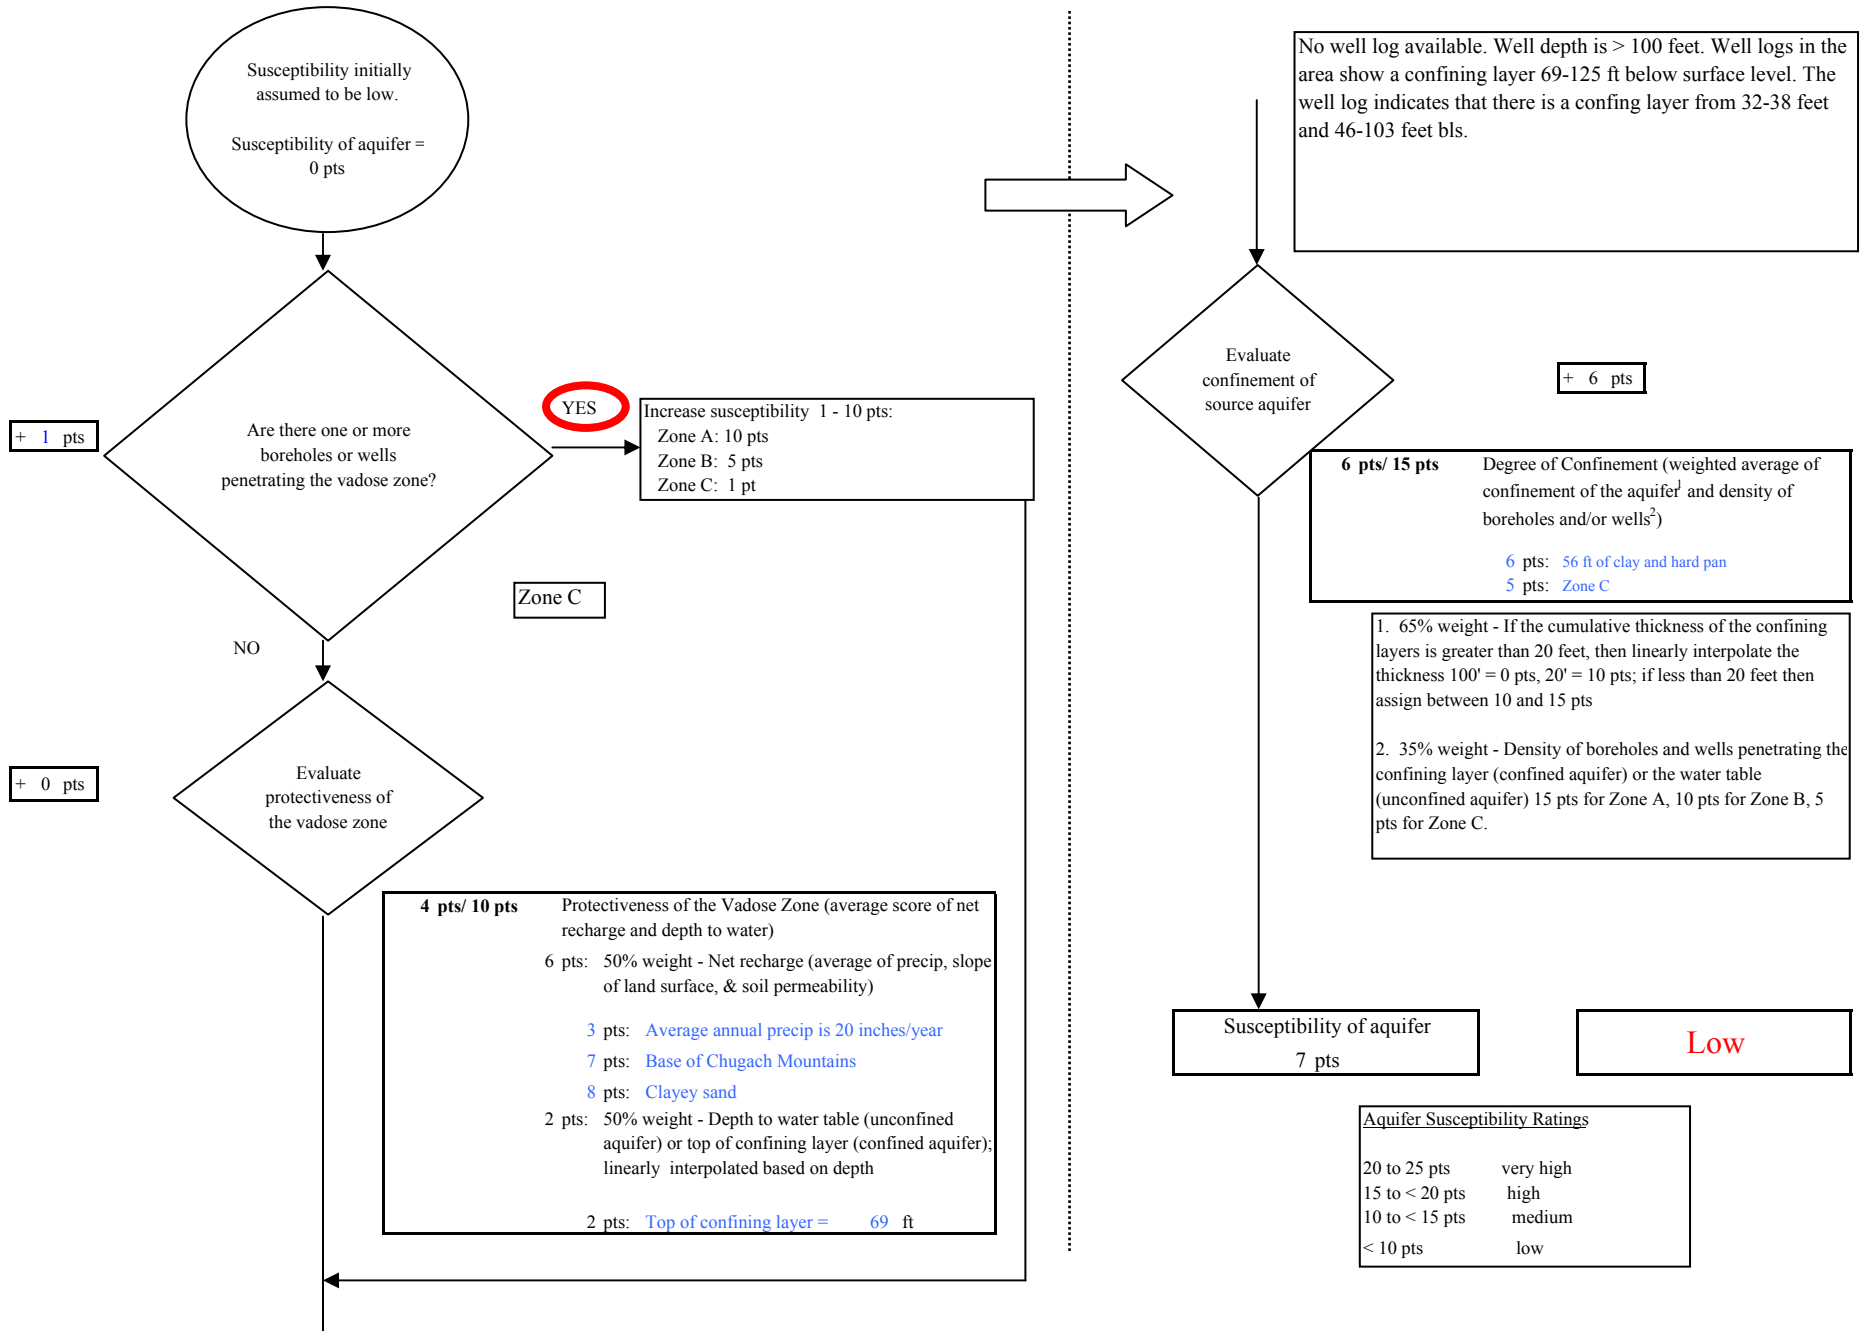 Susceptibility initially
assumed to be low.
Susceptibility of aquifer =
0 pts
+ 1 pts
Are there one or more
boreholes or wells
penetrating the vadose zone?
YES
Increase susceptibility 1 - 10 pts:
Zone A: 10 pts
Zone B: 5 pts
Zone C: 1 pt
Zone C
NO
+ 0 pts
Evaluate
protectiveness of
the vadose zone
4 pts/ 10 pts Protectiveness of the Vadose Zone (average score of net
recharge and depth to water)
6 pts: 50% weight - Net recharge (average of precip, slope
of land surface, & soil permeability)
3 pts: Average annual precip is 20 inches/year
7 pts: Base of Chugach Mountains
8 pts: Clayey sand
2 pts: 50% weight - Depth to water table (unconfined
aquifer) or top of confining layer (confined aquifer);
linearly interpolated based on depth
2 pts: Top of confining layer = 69 ft
No well log available. Well depth is > 100 feet. Well logs in the
area show a confining layer 69-125 ft below surface level. The
well log indicates that there is a confing layer from 32-38 feet
and 46-103 feet bls.
Evaluate
confinement of
source aquifer
+ 6 pts
6 pts/ 15 pts Degree of Confinement (weighted average of
confinement of the aquifer1 and density of
boreholes and/or wells2)
6 pts: 56 ft of clay and hard pan
5 pts: Zone C
1. 65% weight - If the cumulative thickness of the confining
layers is greater than 20 feet, then linearly interpolate the
thickness 100' = 0 pts, 20' = 10 pts; if less than 20 feet then
assign between 10 and 15 pts
2. 35% weight - Density of boreholes and wells penetrating the
confining layer (confined aquifer) or the water table
(unconfined aquifer) 15 pts for Zone A, 10 pts for Zone B, 5
pts for Zone C.
Susceptibility of aquifer
7 pts
Low
Aquifer Susceptibility Ratings
20 to 25 pts very high
15 to < 20 pts high
10 to < 15 pts medium
< 10 pts low